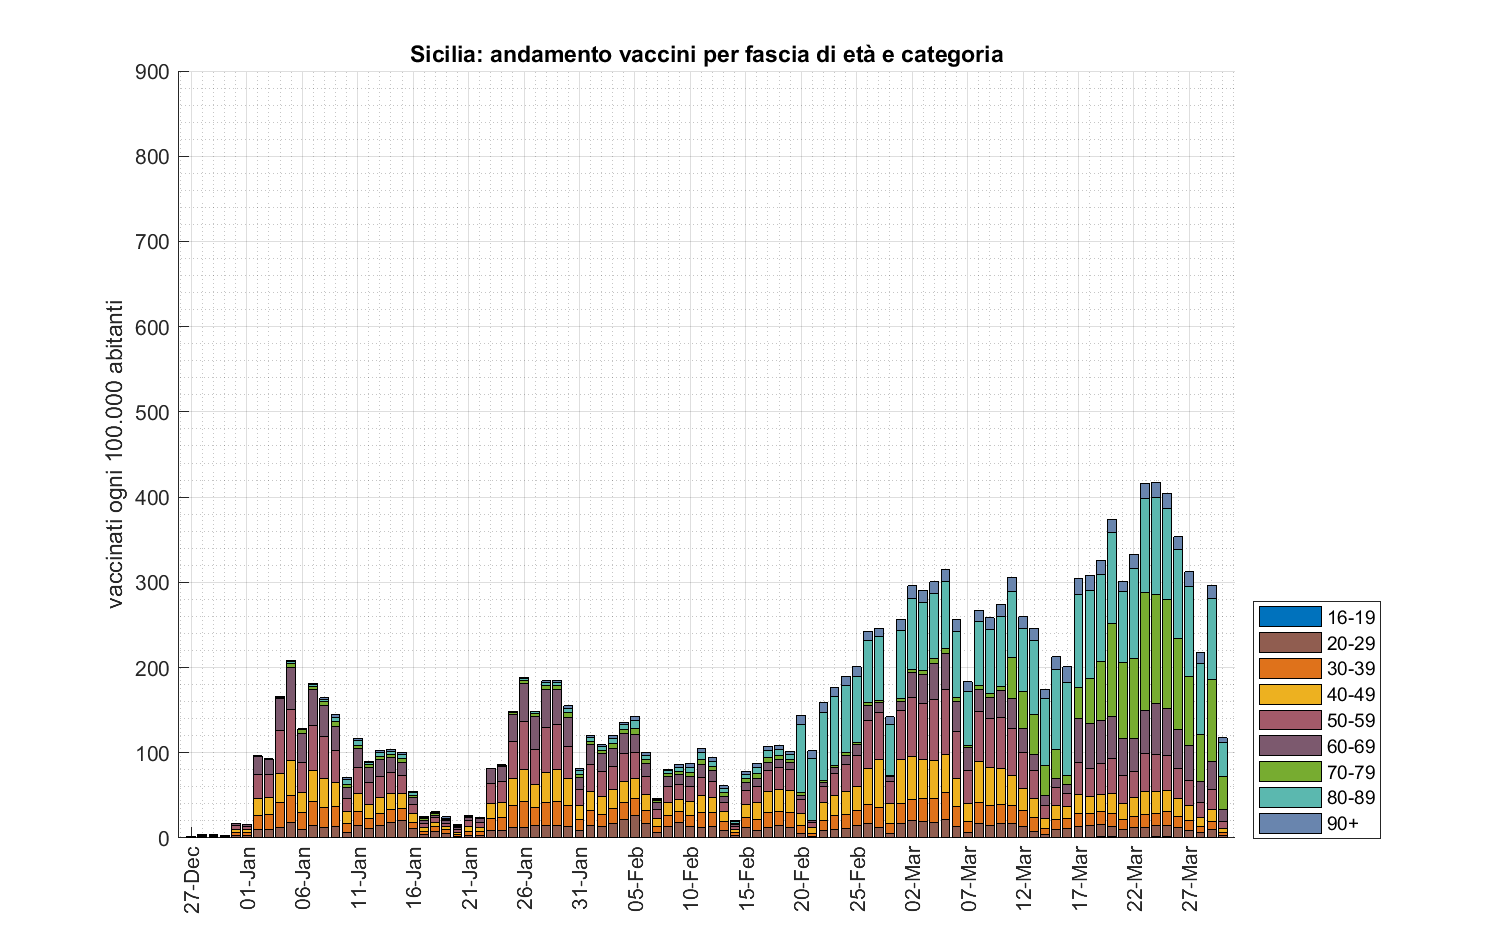 Sicilia: andamento vaccini per fascia di età e categoria
900
800
700
600
500
400
300
200
100
0
vaccinati ogni 100.000 abitanti
27-Dec
01-Jan
06-Jan
11-Jan
16-Jan
21-Jan
26-Jan
31-Jan
05-Feb
10-Feb
15-Feb
20-Feb
25-Feb
02-Mar
07-Mar
12-Mar
17-Mar
22-Mar
27-Mar
16-19
20-29
30-39
40-49
50-59
60-69
70-79
80-89
90+